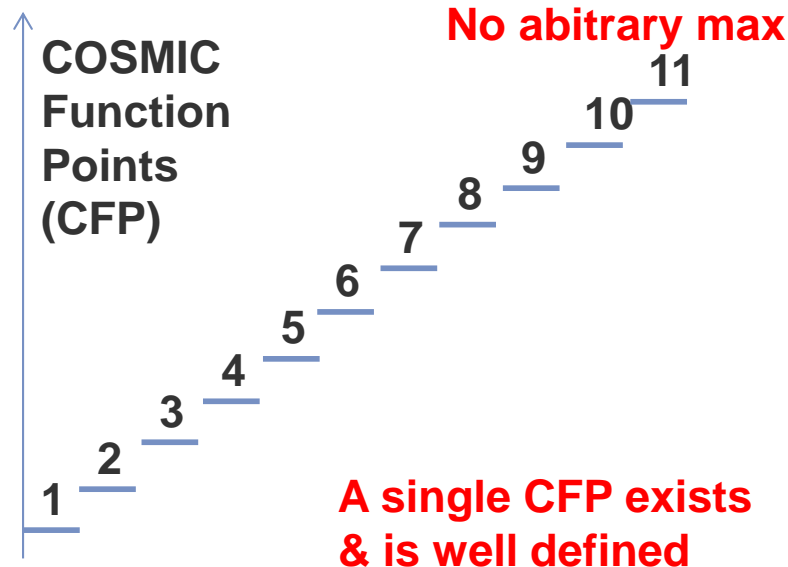 No abitrary max
COSMIC
Function
Points
(CFP)
11
10
9
8
7
6
5
4
3
2
1
A single CFP exists
& is well defined